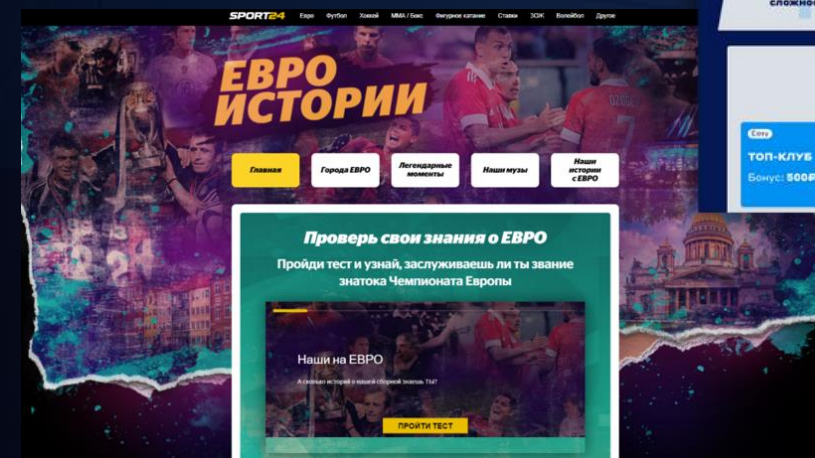 SPORT24
Евро Футбол Хоккей ММА / Бокс Фигурное катание Ставки ЗОЖ Волейбол Другое
ЕВРО
ИСТОРИИ
Главная
Города ЕВРО
Легендарные
моменты
Наши музы
Наши
истории
с ЕВРО
Проверь свои знания о ЕВРО
Пройди тест и узнай, заслуживаешь ли ты звание
знатока Чемпионата Европы
Наши на ЕВРО
А сколько историй о нашей сборной знаешь ТЫ?
ПРОЙТИ ТЕСТ
ТОП-КЛУБ
Бонус: 500₽